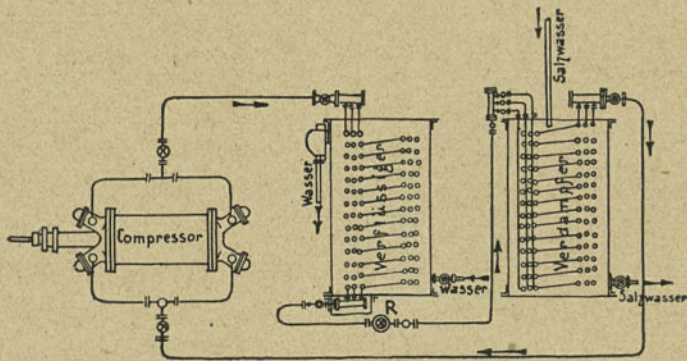 Salzwasser
Wasser
Verflüssiger
Verdampfer
Compressor
Wasser
R
Salzwasser